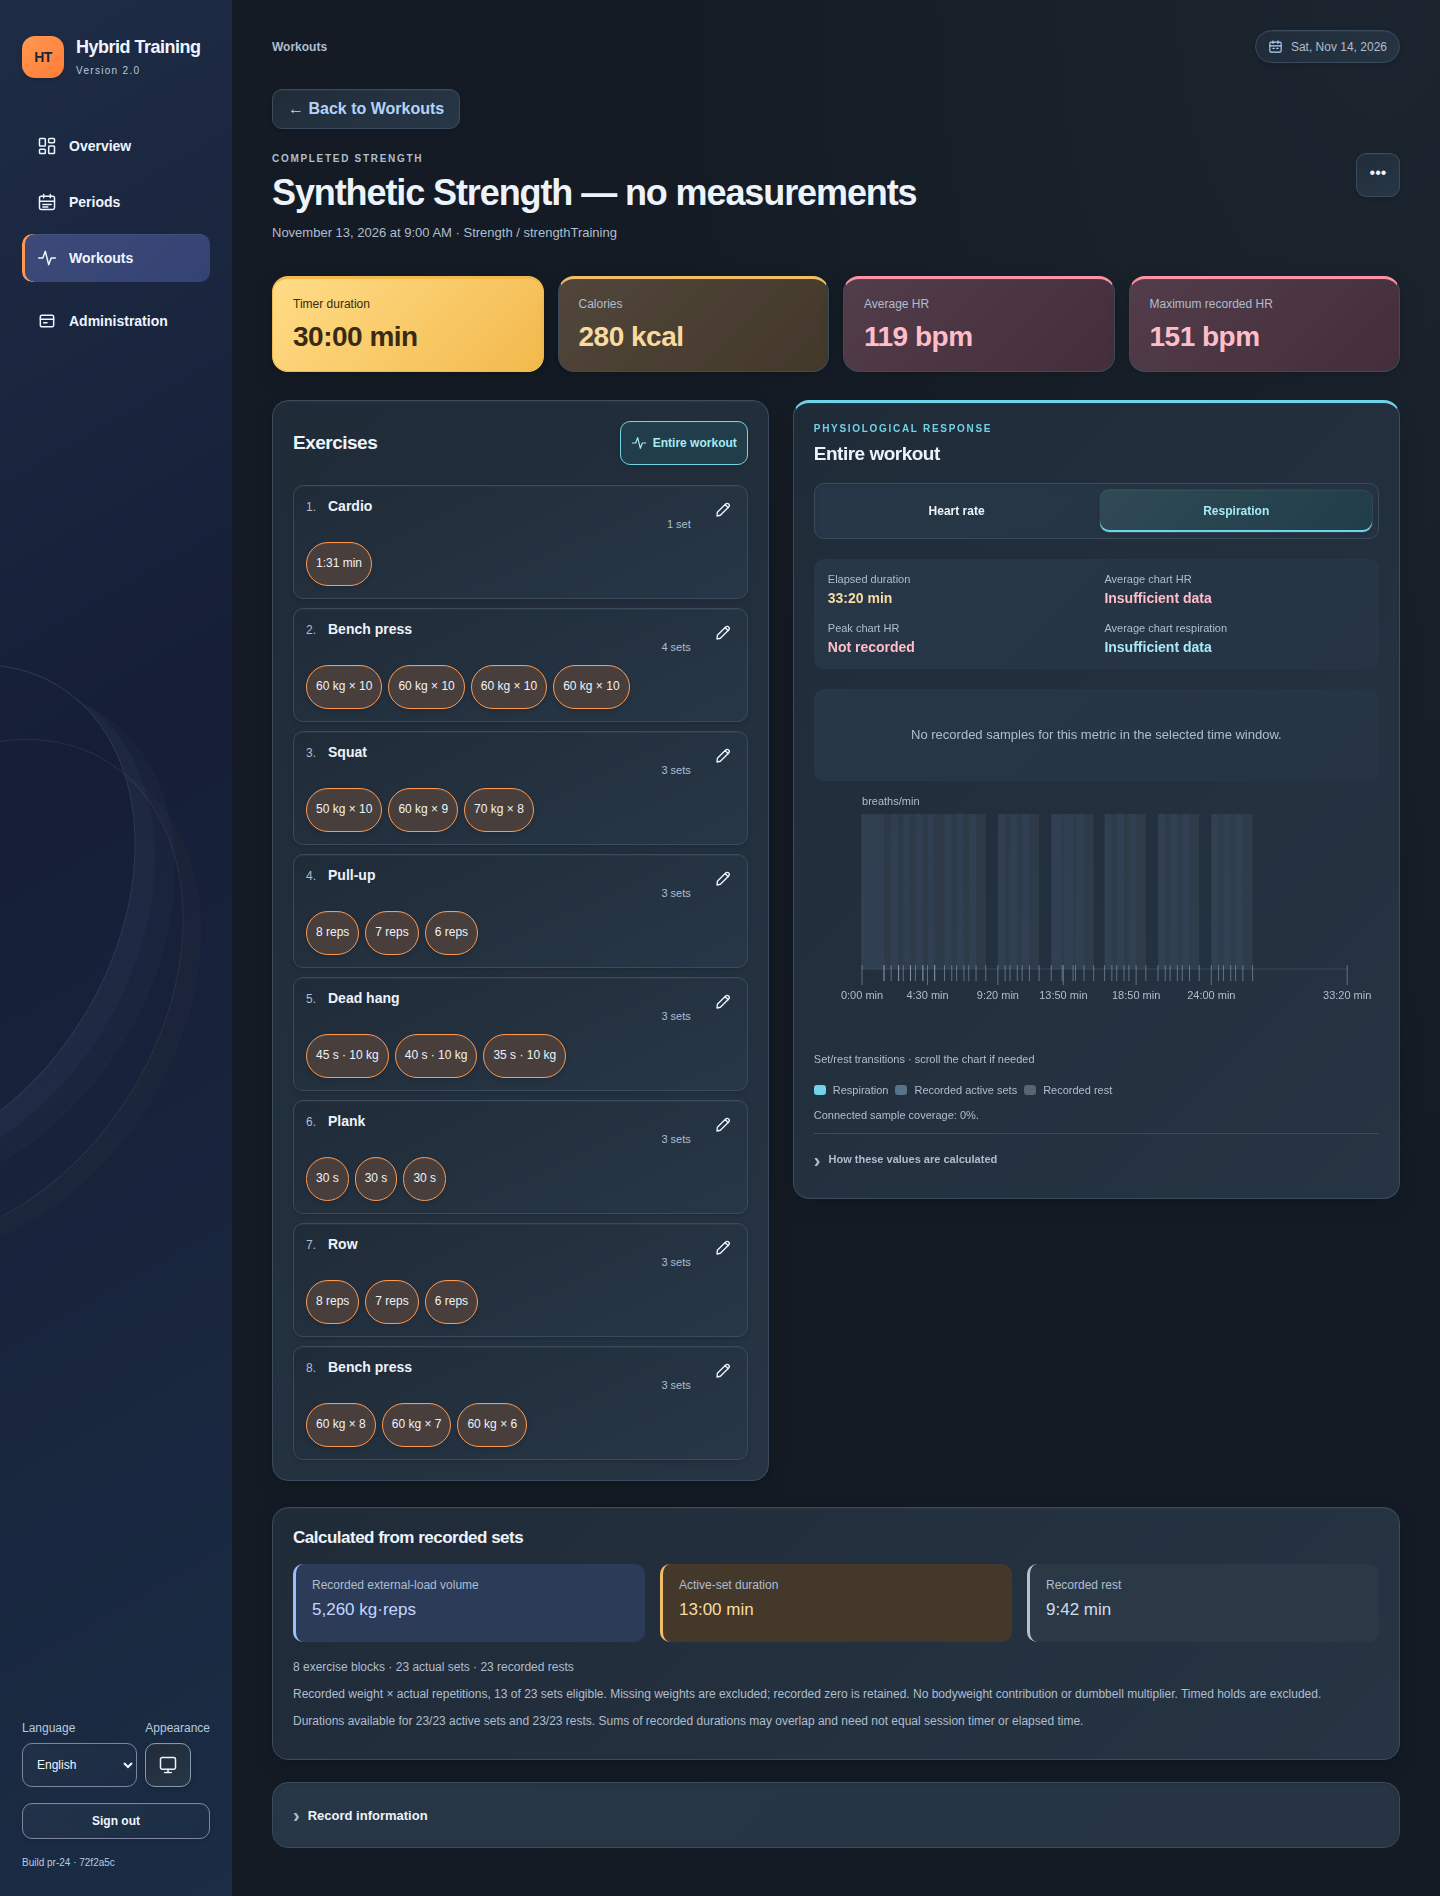 HT
Hybrid Training
Version 2.0
Overview
Periods
Workouts
Administration
Language
Appearance
English
Sign out
Build pr-24 · 72f2a5c
Workouts
Sat, Nov 14, 2026
← Back to Workouts
COMPLETED STRENGTH
Synthetic Strength — no measurements
•••
November 13, 2026 at 9:00 AM · Strength / strengthTraining
Timer duration
30:00 min
Calories
280 kcal
Average HR
119 bpm
Maximum recorded HR
151 bpm
Exercises
Entire workout
1. Cardio
1 set
1:31 min
2. Bench press
4 sets
60 kg × 10 60 kg × 10 60 kg × 10 60 kg × 10
3. Squat
3 sets
50 kg × 10 60 kg × 9 70 kg × 8
4. Pull-up
3 sets
8 reps 7 reps 6 reps
5. Dead hang
3 sets
45 s · 10 kg 40 s · 10 kg 35 s · 10 kg
6. Plank
3 sets
30 s 30 s 30 s
7. Row
3 sets
8 reps 7 reps 6 reps
8. Bench press
3 sets
60 kg × 8 60 kg × 7 60 kg × 6
PHYSIOLOGICAL RESPONSE
Entire workout
Heart rate Respiration
Elapsed duration
33:20 min
Average chart HR
Insufficient data
Peak chart HR
Not recorded
Average chart respiration
Insufficient data
No recorded samples for this metric in the selected time window.
breaths/min
0:00 min 4:30 min 9:20 min 13:50 min 18:50 min 24:00 min 33:20 min
Set/rest transitions · scroll the chart if needed
Respiration Recorded active sets Recorded rest
Connected sample coverage: 0%.
› How these values are calculated
Calculated from recorded sets
Recorded external-load volume
5,260 kg·reps
Active-set duration
13:00 min
Recorded rest
9:42 min
8 exercise blocks · 23 actual sets · 23 recorded rests
Recorded weight × actual repetitions, 13 of 23 sets eligible. Missing weights are excluded; recorded zero is retained. No bodyweight contribution or dumbbell multiplier. Timed holds are excluded.
Durations available for 23/23 active sets and 23/23 rests. Sums of recorded durations may overlap and need not equal session timer or elapsed time.
› Record information